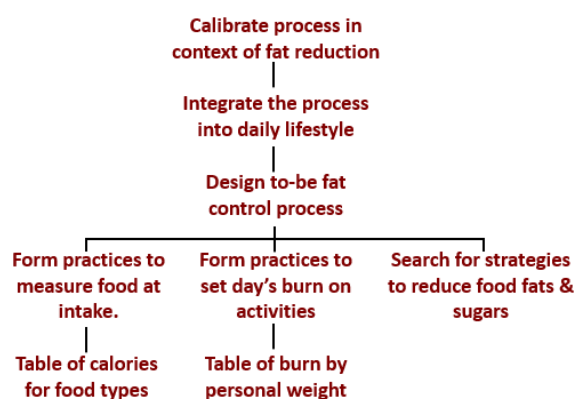 Calibrate process in
context of fat reduction
Integrate the process
into daily lifestyle
Design to-be fat
control process
Form practices to
measure food at
intake.
Form practices to
set day's burn on
activities
Search for strategies
to reduce food fats &
sugars
Table of calories
for food types
Table of burn by
personal weight